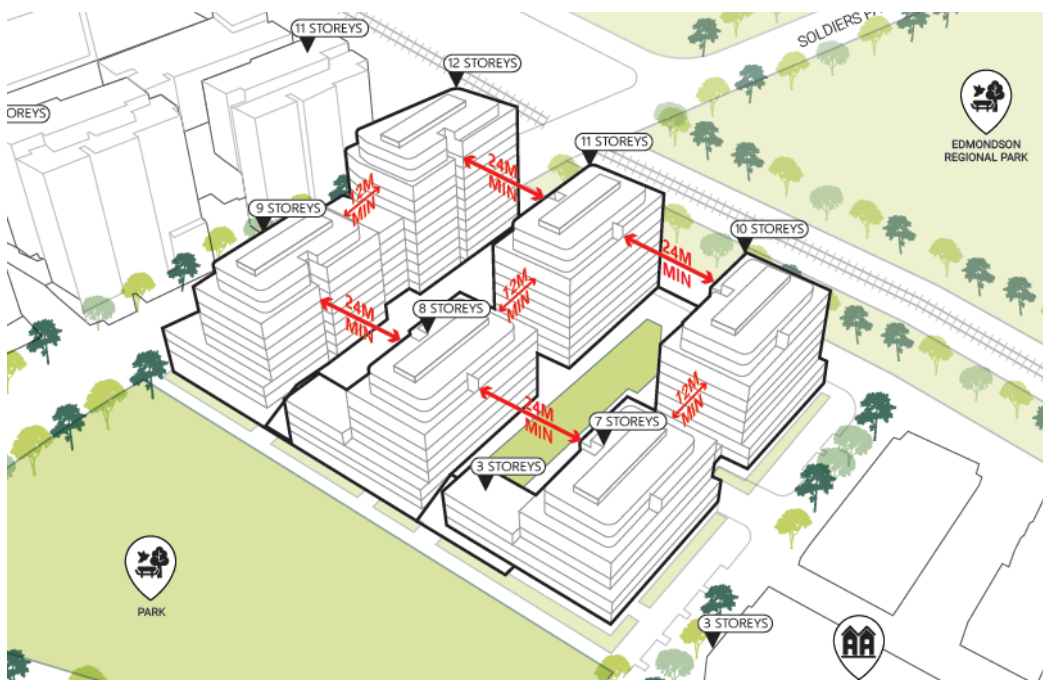 11 STOREYS
SOLDIERS PA
12 STOREYS
OREYS
EDMONDSON
REGIONAL PARK
11 STOREYS
24M
MIN
12M
MIN
9 STOREYS
10 STOREYS
24M
MIN
12M
MIN
24M
MIN
8 STOREYS
12M
MIN
24M
MIN
7 STOREYS
3 STOREYS
PARK
3 STOREYS